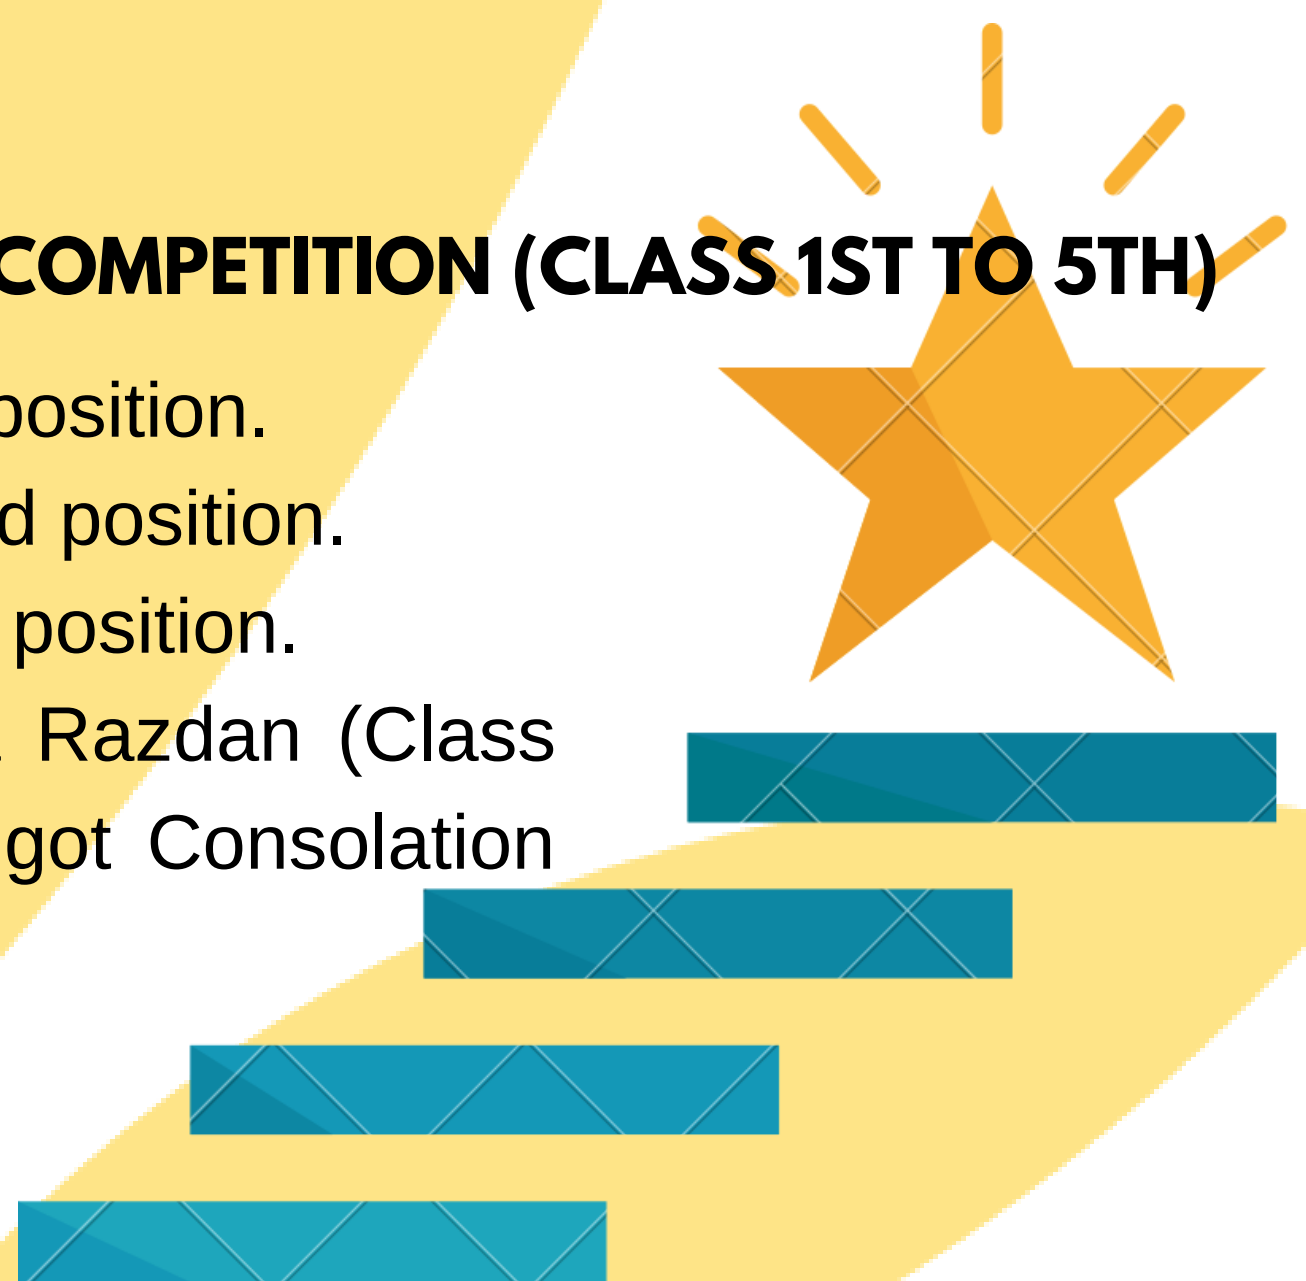 COMPETITION (CLASS 1ST TO 5TH)
position.
d position.
position.
Razdan (Class
got Consolation